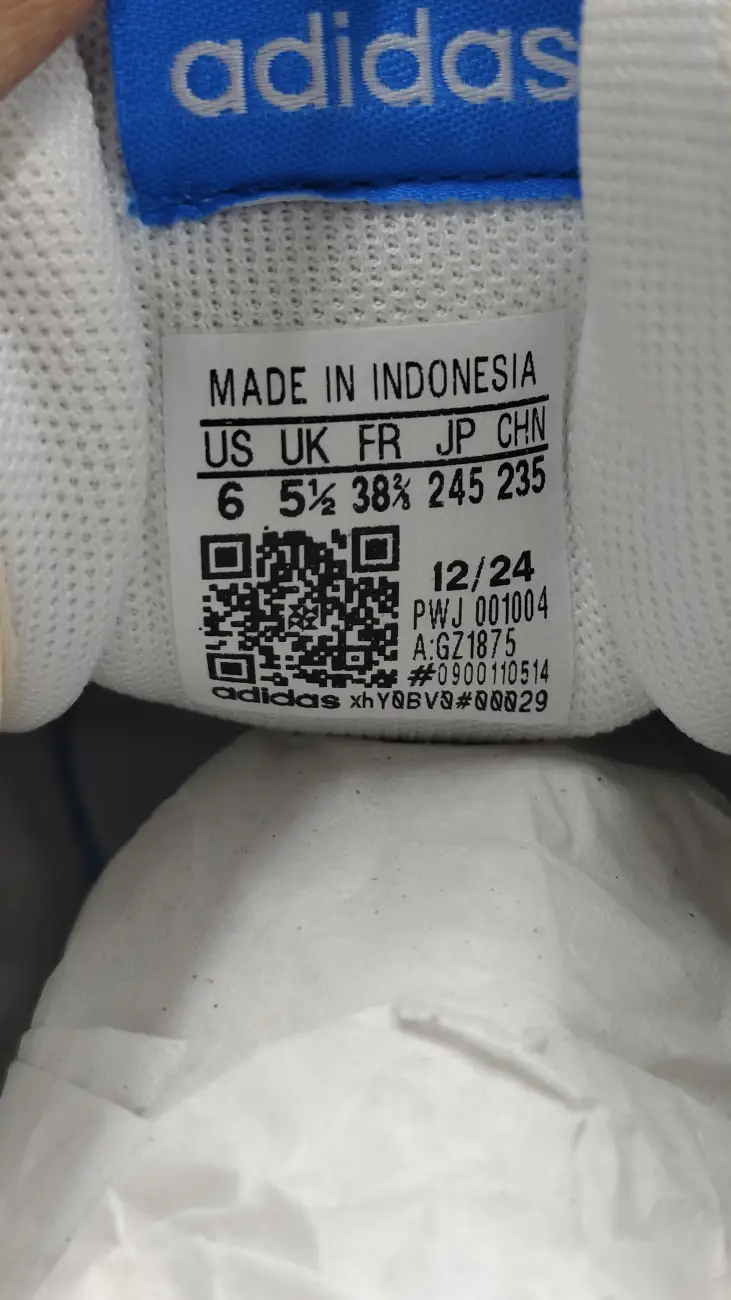 adidas
MADE IN INDONESIA
US UK FR JP CHN
6 5½ 38⅔ 245 235
12/24
PWJ 001004
A:GZ1875
#0900110514
adidas xhY0BV0#00029